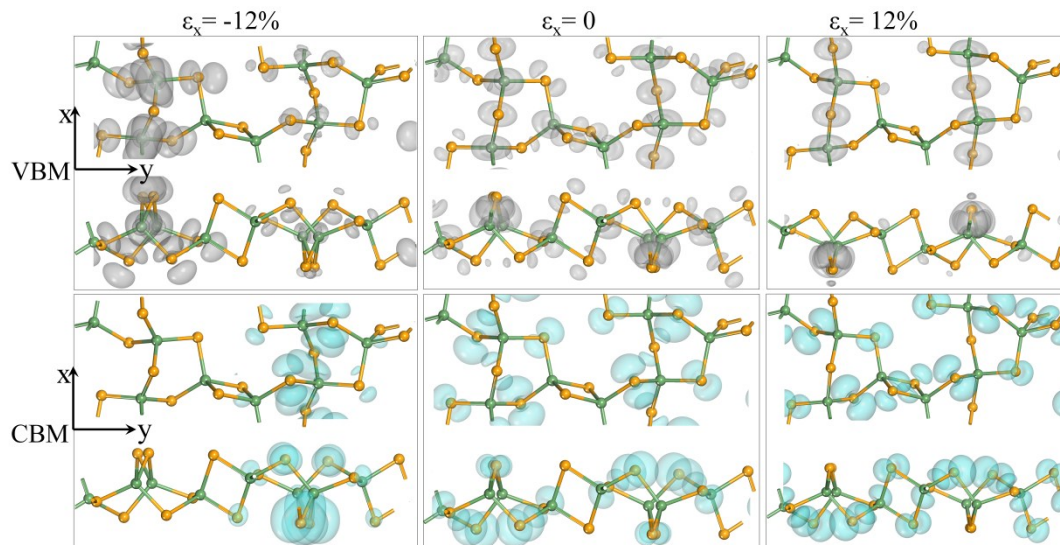 εx= -12%
εx= 0
εx= 12%
x
VBM y
x
CBM y